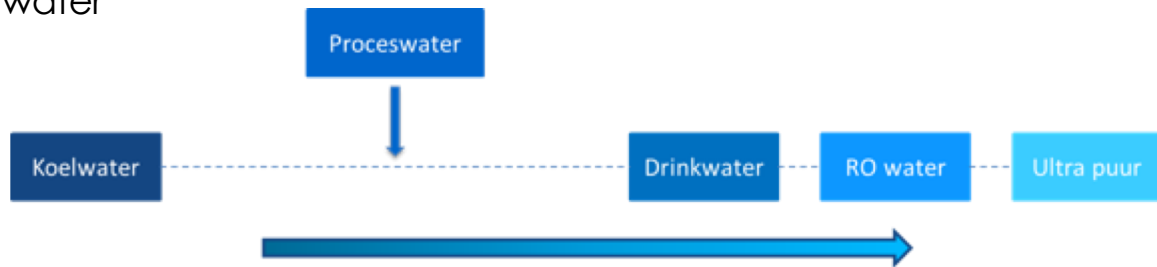 water
Proceswater
Koelwater
Drinkwater
RO water
Ultra puur